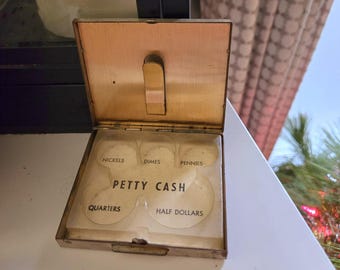 NICKELS DIMES PENNIES
PETTY CASH
QUARTERS HALF DOLLARS